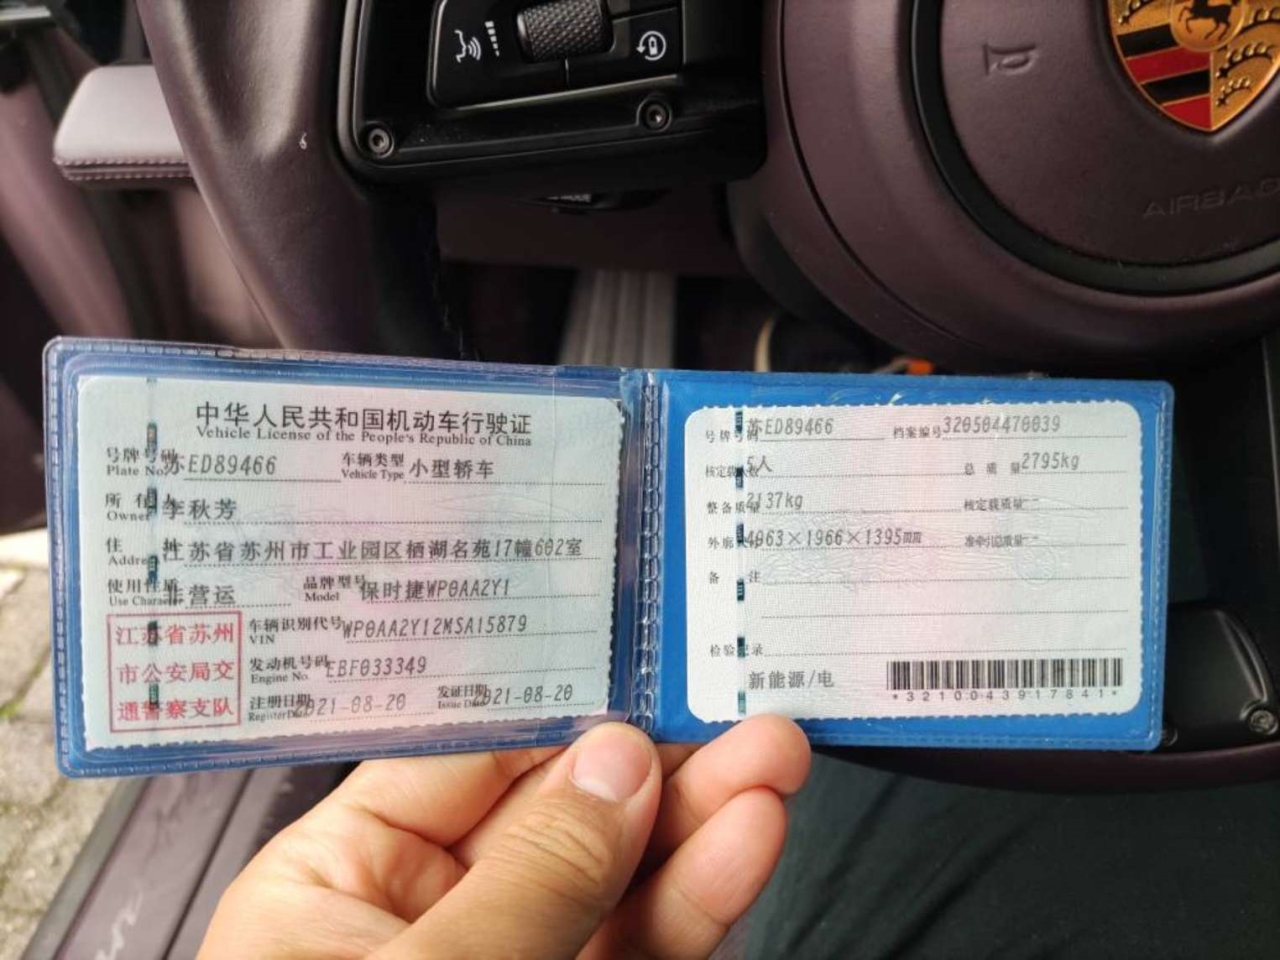 AIRBAG
中华人民共和国机动车行驶证
Vehicle License of the People's Republic of China
号牌号码 苏ED89466 车辆类型 小型轿车
Plate No. Vehicle Type
所有人 李秋芳
Owner
住址 江苏省苏州市工业园区栖湖名苑17幢602室
Address
使用性质 非营运 品牌型号 保时捷WP0AA2Y1
Use Character Model
江苏省苏州
市公安局交
通警察支队
车辆识别代号 WP0AA2Y12MSA15879
VIN
发动机号码 EBF033349
Engine No.
注册日期 2021-08-20 发证日期 2021-08-20
Register Date Issue Date
号牌号码 苏ED89466 档案编号 320504470039
核定载人数 5人 总质量 2795kg
整备质量 2137kg 核定载质量 --
外廓尺寸 4963×1966×1395mm 准牵引总质量 --
备注
检验记录
新能源/电
*3210043917841*